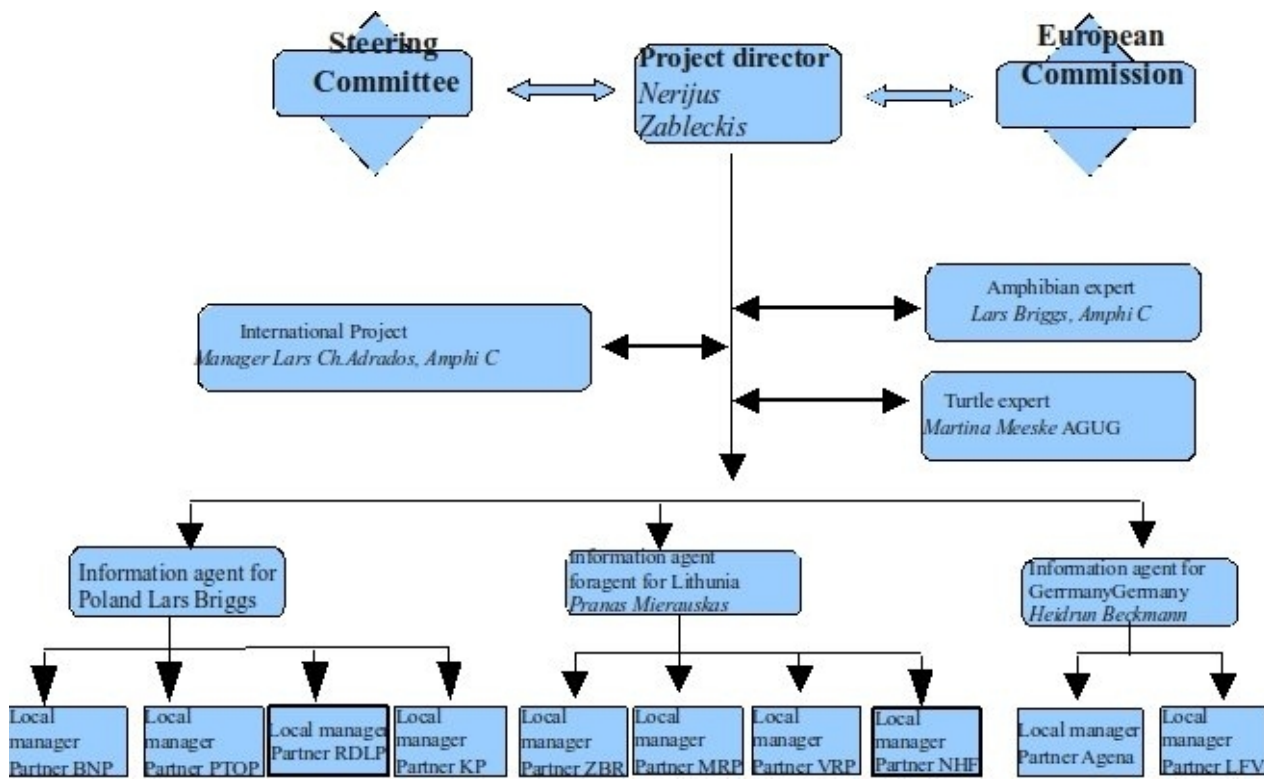 Steering
Committee
Project director
Nerijus
Zableckis
European
Commission
Amphibian expert
Lars Briggs, Amphi C
International Project
Manager Lars Ch.Adrados, Amphi C
Turtle expert
Martina Meeske AGUG
Information agent for
Poland Lars Briggs
Information agent
foragent for Lithunia
Pranas Mierauskas
Information agent for
GerrmanyGermany
Heidrun Beckmann
Local
manager
Partner BNP
Local
manager
Partner PTOP
Local manager
Partner RDLP
Local
manager
Partner KP
Local
manager
Partner ZBR
Local
manager
Partner MRP
Local
manager
Partner VRP
Local
manager
Partner NHF
Local manager
Partner Agena
Local
manager
Partner LFV